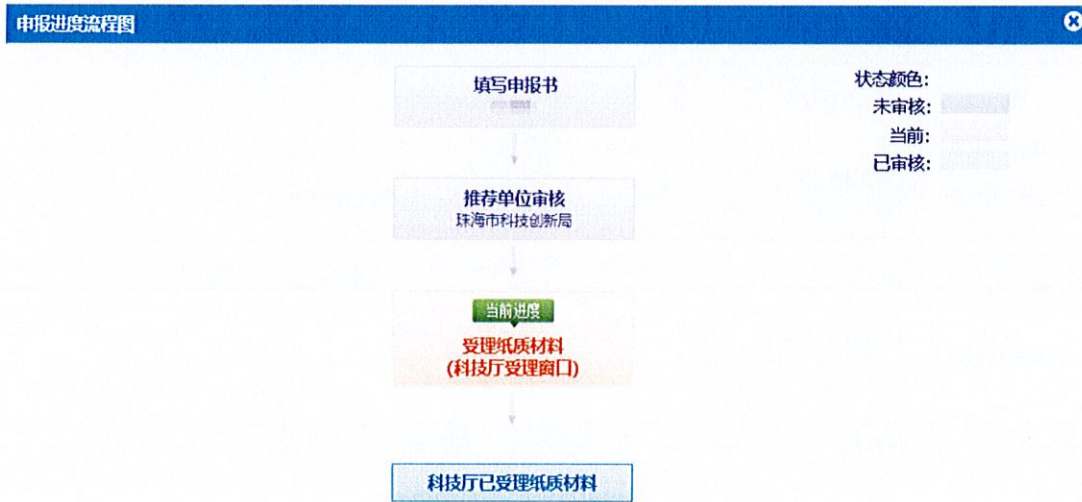 申报进度流程图
填写申报书
状态颜色:
未审核:
当前:
已审核:
推荐单位审核
珠海市科技创新局
当前进度
受理纸质材料
(科技厅受理窗口)
科技厅已受理纸质材料